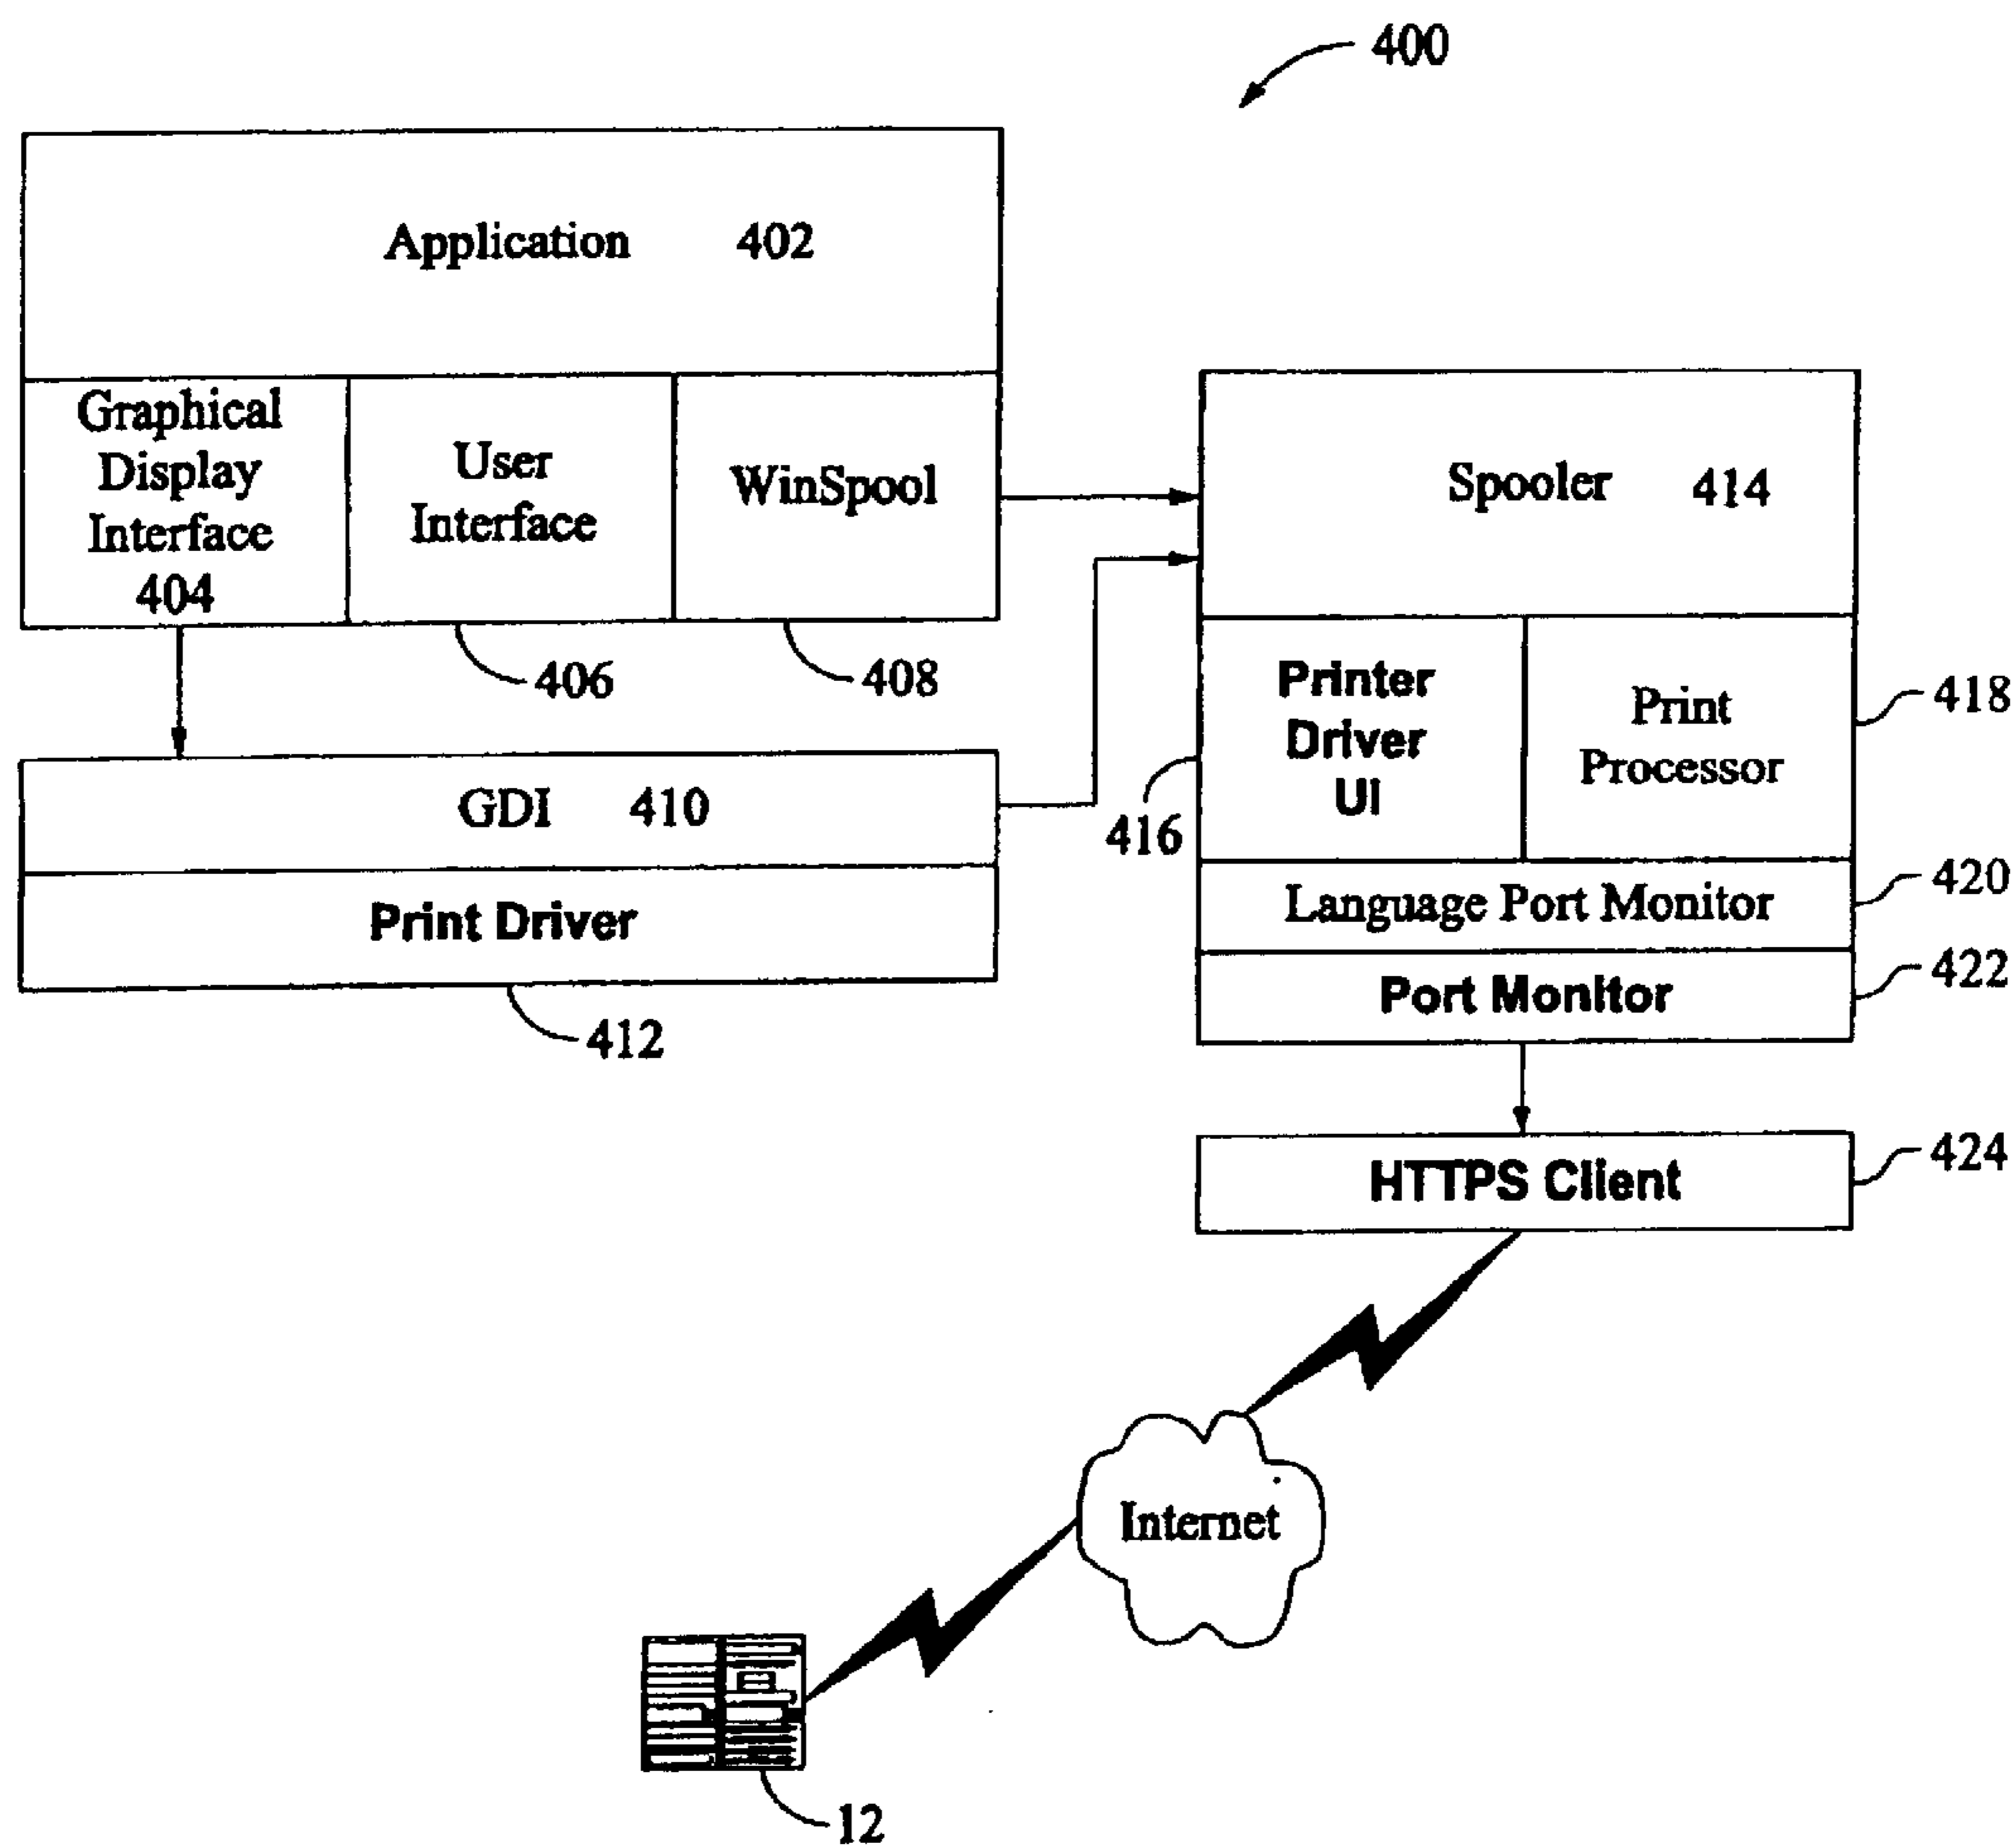 400
Application 402
Graphical
Display
Interface
404
User
Interface
WinSpool
406
408
GDI 410
Print Driver
412
Spooler 414
Printer
Driver
UI
416
Print
Processor
418
Language Port Monitor
420
Port Monitor
422
HTTPS Client
424
Internet
12